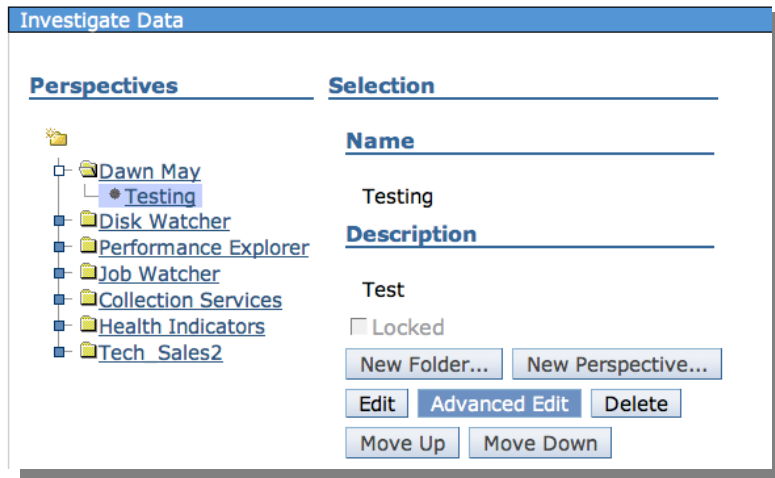 Investigate Data
Perspectives
Dawn May
Testing
Disk Watcher
Performance Explorer
Job Watcher
Collection Services
Health Indicators
Tech_Sales2
Selection
Name
Testing
Description
Test
Locked
New Folder... New Perspective...
Edit Advanced Edit Delete
Move Up Move Down